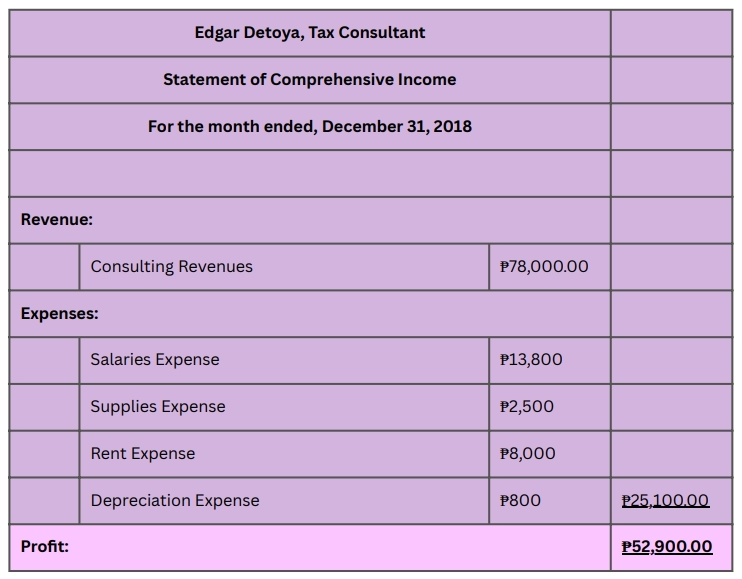 Edgar Detoya, Tax Consultant
Statement of Comprehensive Income
For the month ended, December 31, 2018
Revenue:
Consulting Revenues ₱78,000.00
Expenses:
Salaries Expense ₱13,800
Supplies Expense ₱2,500
Rent Expense ₱8,000
Depreciation Expense ₱800 ₱25,100.00
Profit: ₱52,900.00